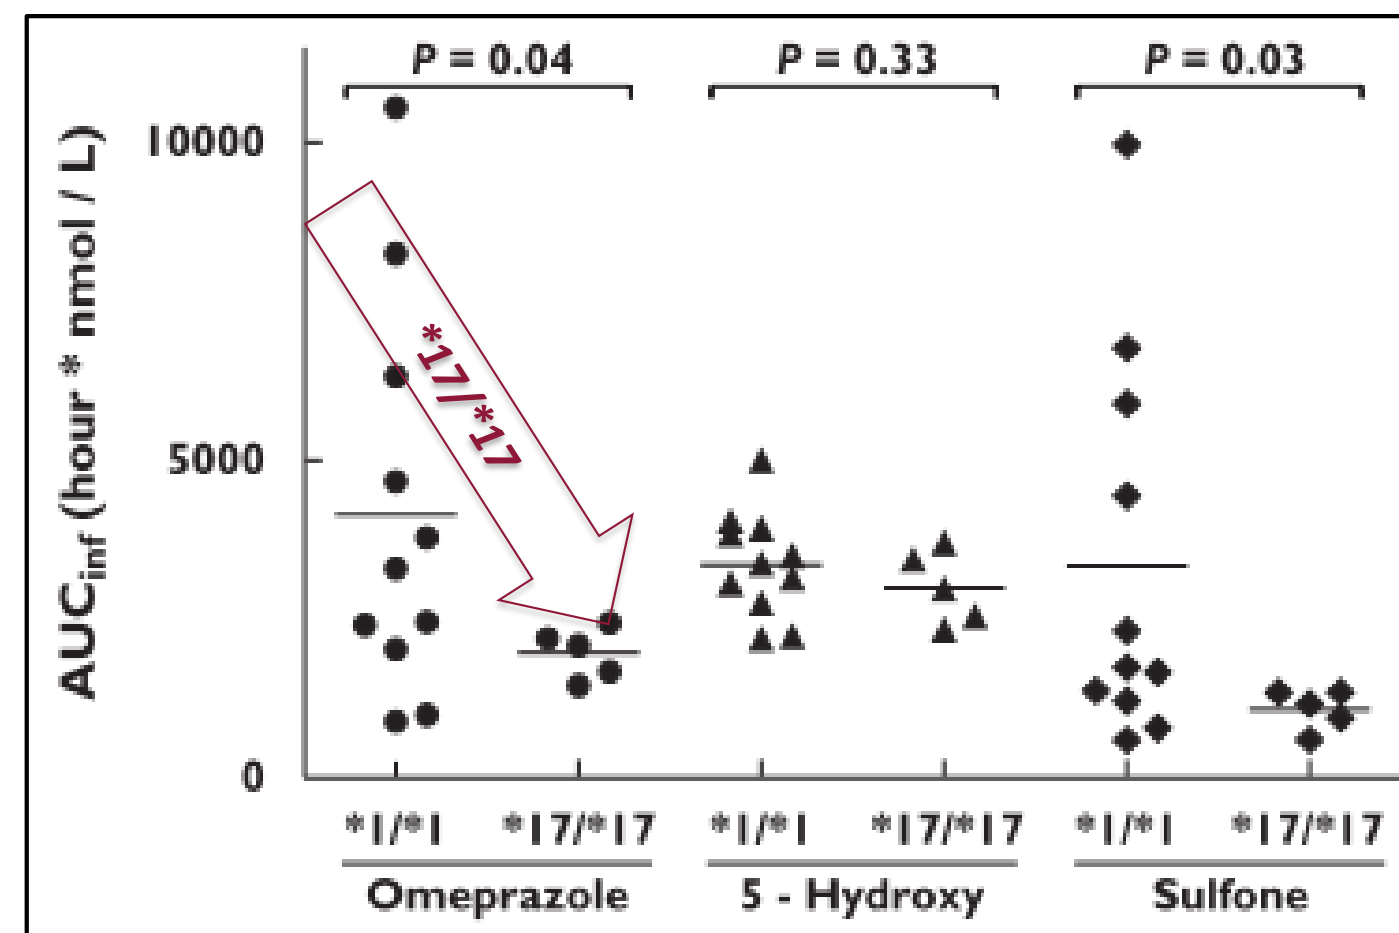 P = 0.04 P = 0.33 P = 0.03
AUCinf (hour * nmol / L)
10000
5000
0
*17/*17
*1/*1 *17/*17 *1/*1 *17/*17 *1/*1 *17/*17
Omeprazole 5 - Hydroxy Sulfone